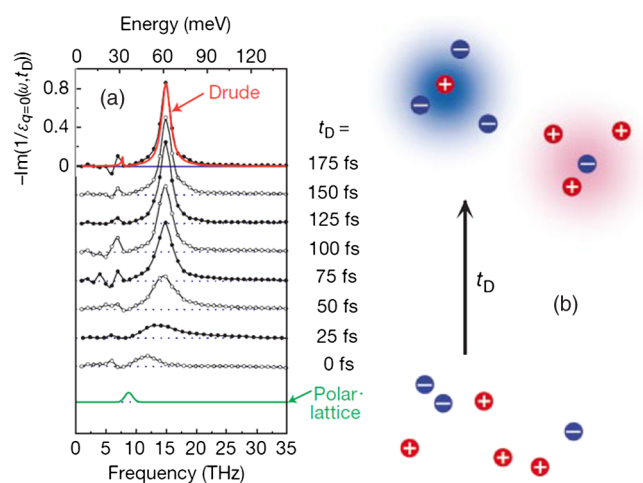 Energy (meV)
0 30 60 90 120
−Im(1/ε_{q=0}(ω,t_D))
0.8
0.4
0
(a)
Drude
t_D =
175 fs
150 fs
125 fs
100 fs
75 fs
50 fs
25 fs
0 fs
Polar-
lattice
0 5 10 15 20 25 30 35
Frequency (THz)
t_D
(b)
− + − − + + − +
− − + − + + +